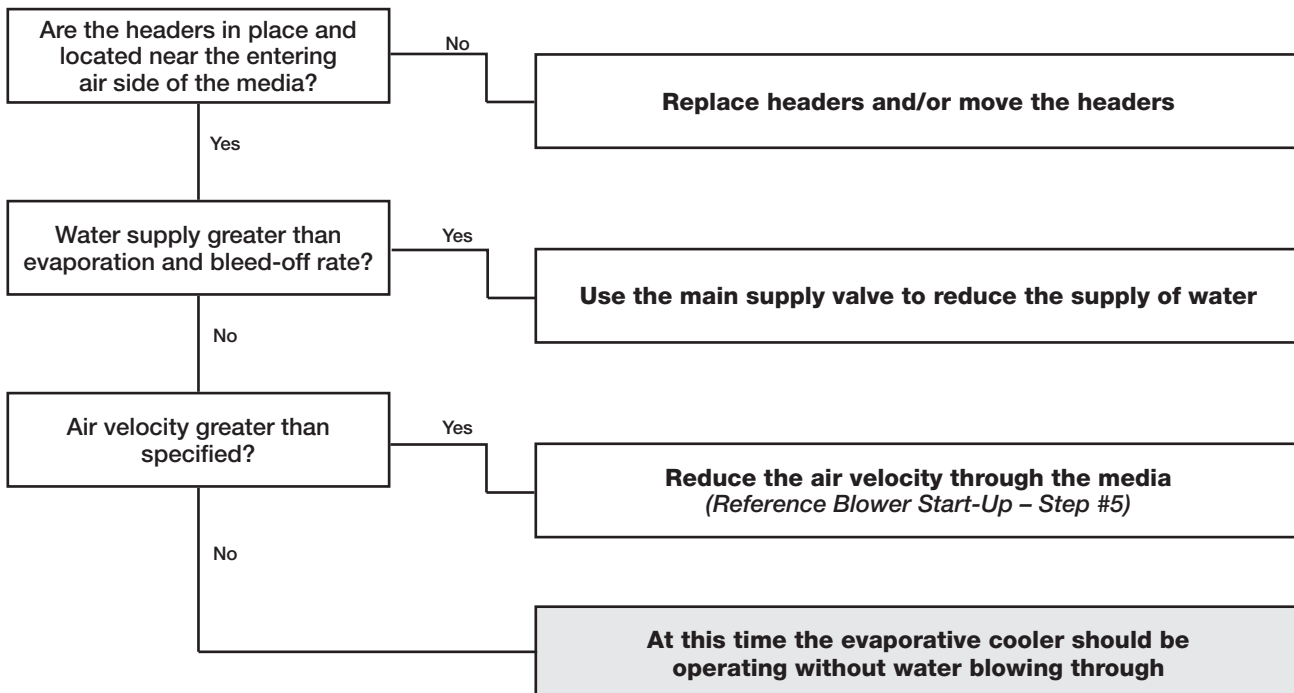 Are the headers in place and
located near the entering
air side of the media?
No
Replace headers and/or move the headers
Yes
Water supply greater than
evaporation and bleed-off rate?
Yes
Use the main supply valve to reduce the supply of water
No
Air velocity greater than
specified?
Yes
Reduce the air velocity through the media
(Reference Blower Start-Up – Step #5)
No
At this time the evaporative cooler should be
operating without water blowing through